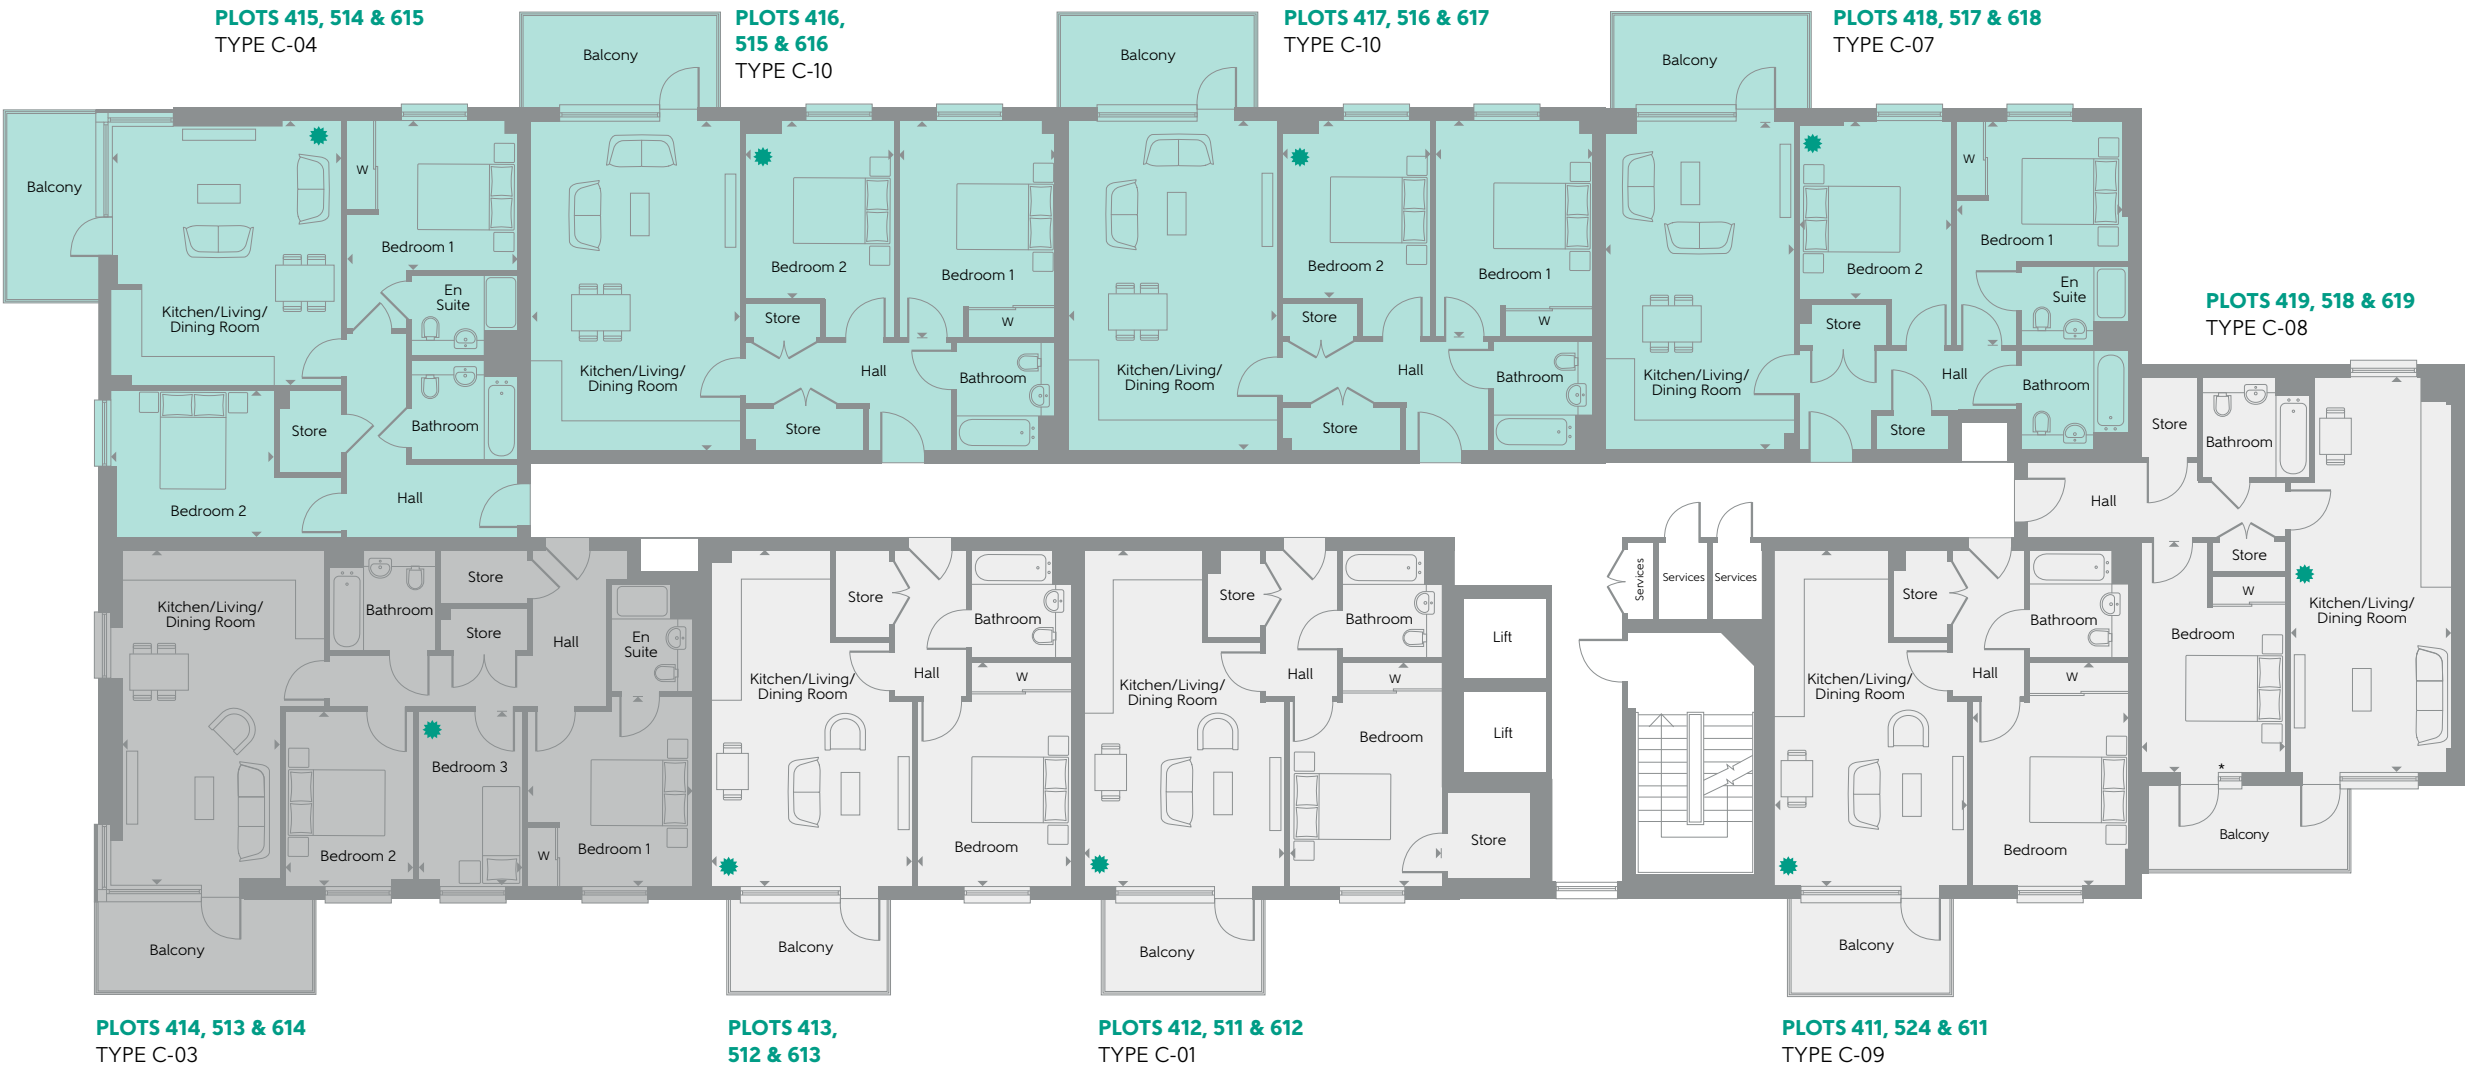 PLOTS 415, 514 & 615
TYPE C-04
PLOTS 416,
515 & 616
TYPE C-10
PLOTS 417, 516 & 617
TYPE C-10
PLOTS 418, 517 & 618
TYPE C-07
PLOTS 419, 518 & 619
TYPE C-08
Balcony
Kitchen/Living/
Dining Room
W
Bedroom 1
En
Suite
Bathroom
Store
Bedroom 2
Hall
Balcony
Kitchen/Living/
Dining Room
Bedroom 2
Bedroom 1
Store
W
Hall
Bathroom
Store
Balcony
Kitchen/Living/
Dining Room
Bedroom 2
Bedroom 1
Store
W
Hall
Bathroom
Store
Balcony
Kitchen/Living/
Dining Room
Bedroom 2
W
Bedroom 1
En
Suite
Store
Hall
Bathroom
Store
Store
Bathroom
Hall
Store
W
Bedroom
Kitchen/Living/
Dining Room
*
Balcony
Kitchen/Living/
Dining Room
Bathroom
Store
Store
Hall
En
Suite
Bedroom 3
Bedroom 2
W
Bedroom 1
Balcony
Store
Bathroom
Kitchen/Living/
Dining Room
Hall
W
Bedroom
Balcony
Store
Bathroom
Kitchen/Living/
Dining Room
Hall
W
Bedroom
Store
Balcony
Lift
Lift
Services
Services
Services
Store
Bathroom
Kitchen/Living/
Dining Room
Hall
W
Bedroom
Balcony
PLOTS 414, 513 & 614
TYPE C-03
PLOTS 413,
512 & 613
PLOTS 412, 511 & 612
TYPE C-01
PLOTS 411, 524 & 611
TYPE C-09